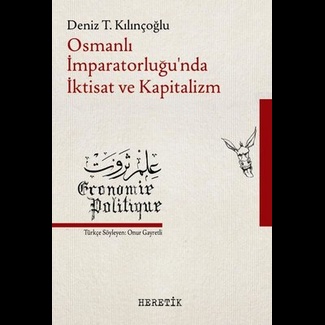 Deniz T. Kılınçoğlu
Osmanlı
İmparatorluğu'nda
İktisat ve Kapitalizm
علم ثروت
Economie
Politique
Türkçe Söyleyen: Onur Gayretli
HERETİK